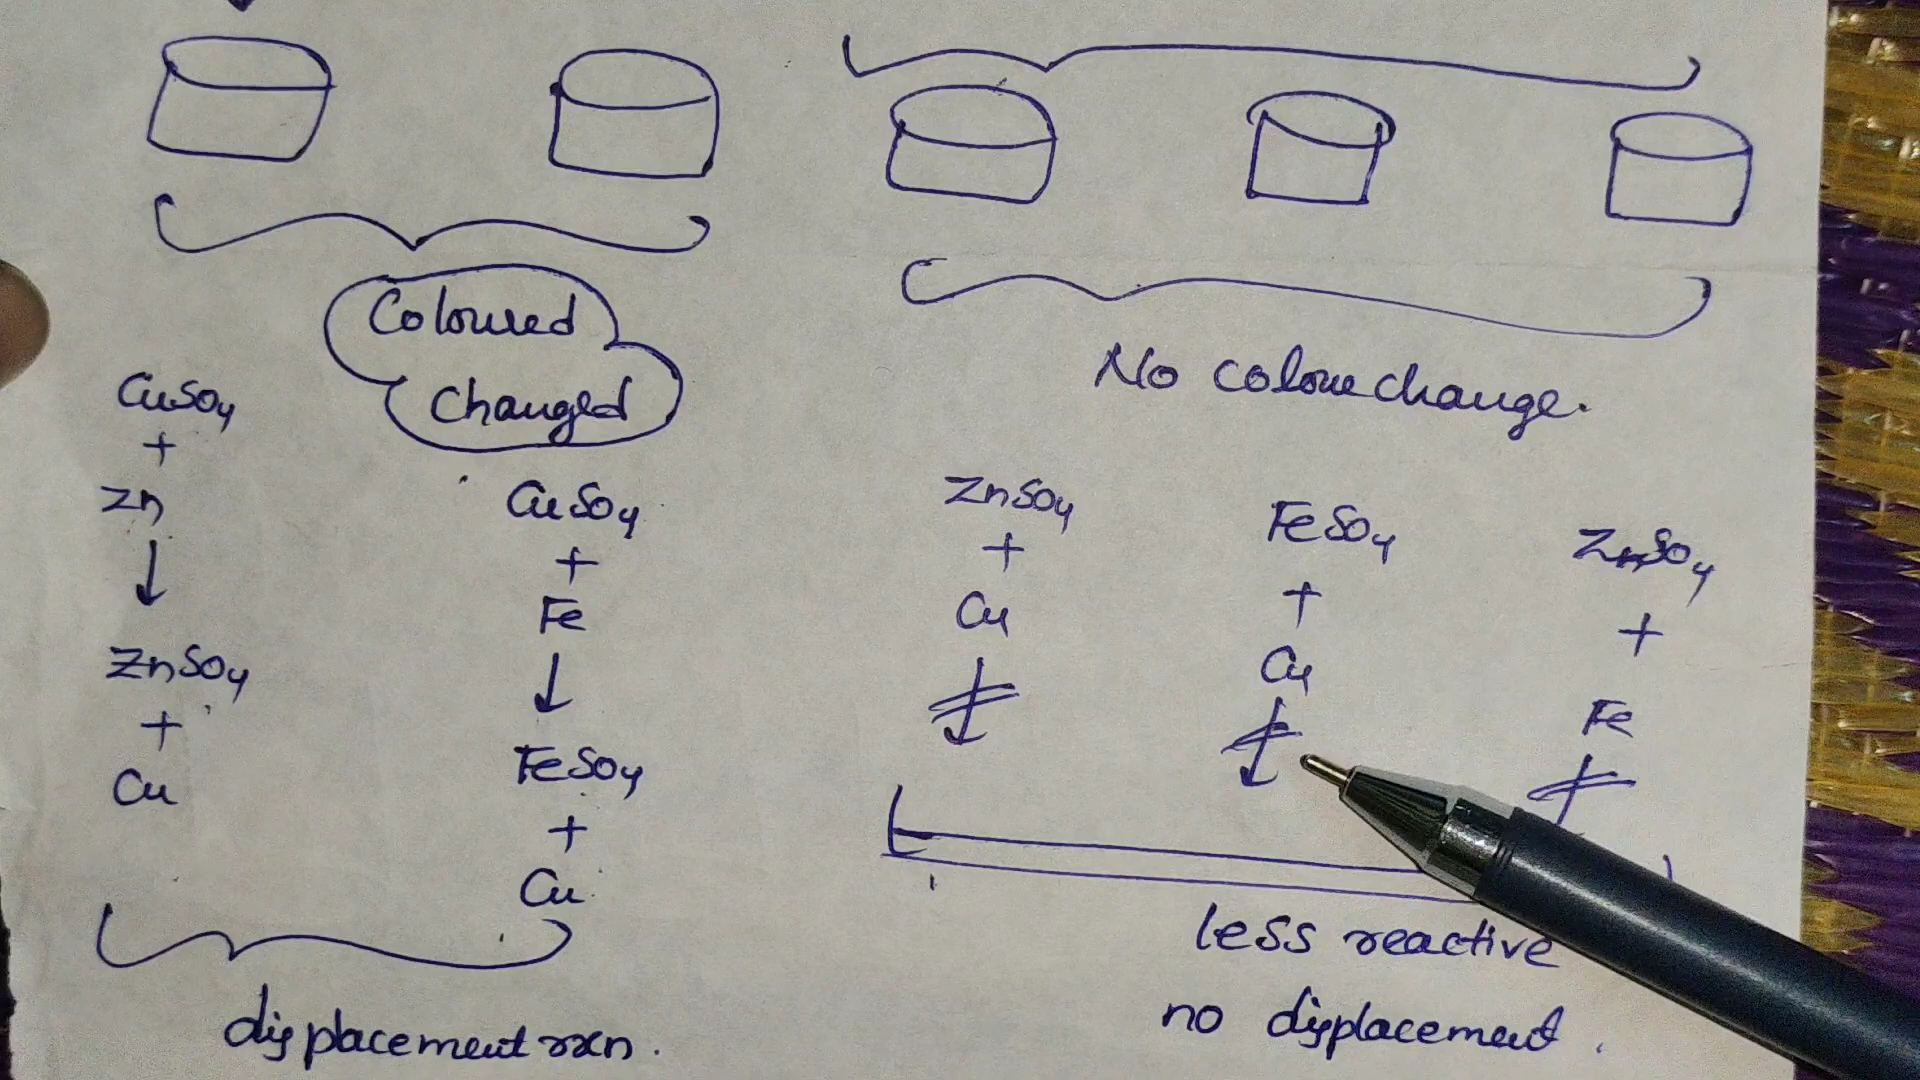 Coloured
changed
CuSO4
+
Zn
↓
ZnSO4
+
Cu
CuSO4
+
Fe
↓
FeSO4
+
Cu
displacement rxn.
No colour change.
ZnSO4
+
Cu
FeSO4
+
Cu
ZnSO4
+
Fe
less reactive
no displacement.